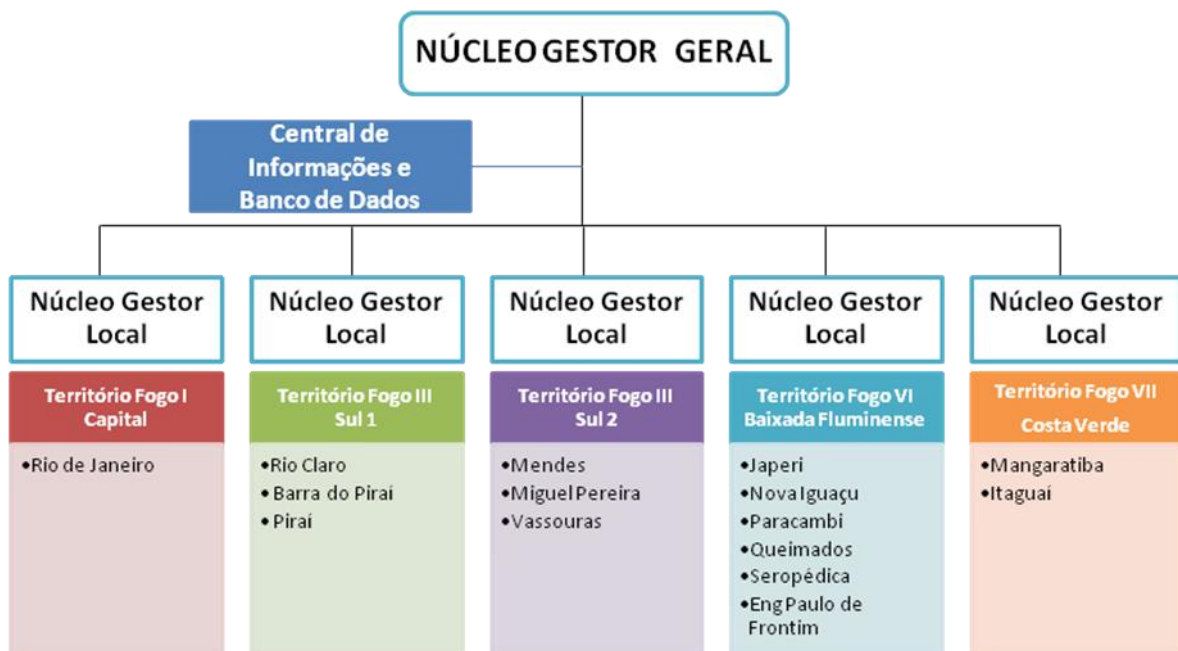 NÚCLEO GESTOR GERAL
Central de
Informações e
Banco de Dados
Núcleo Gestor
Local
Território Fogo I
Capital
•Rio de Janeiro
Núcleo Gestor
Local
Território Fogo III
Sul 1
•Rio Claro
•Barra do Piraí
•Piraí
Núcleo Gestor
Local
Território Fogo III
Sul 2
•Mendes
•Miguel Pereira
•Vassouras
Núcleo Gestor
Local
Território Fogo VI
Baixada Fluminense
•Japeri
•Nova Iguaçu
•Paracambi
•Queimados
•Seropédica
•Eng Paulo de
Frontim
Núcleo Gestor
Local
Território Fogo VII
Costa Verde
•Mangaratiba
•Itaguaí